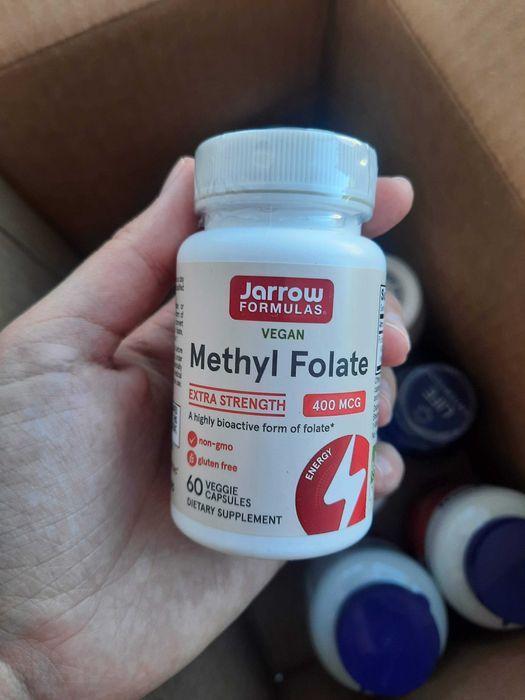 Jarrow
FORMULAS®
VEGAN
Methyl Folate
EXTRA STRENGTH
400 MCG
A highly bioactive form of folate*
non-gmo
gluten free
60 VEGGIE
CAPSULES
DIETARY SUPPLEMENT
ENERGY
LIFE